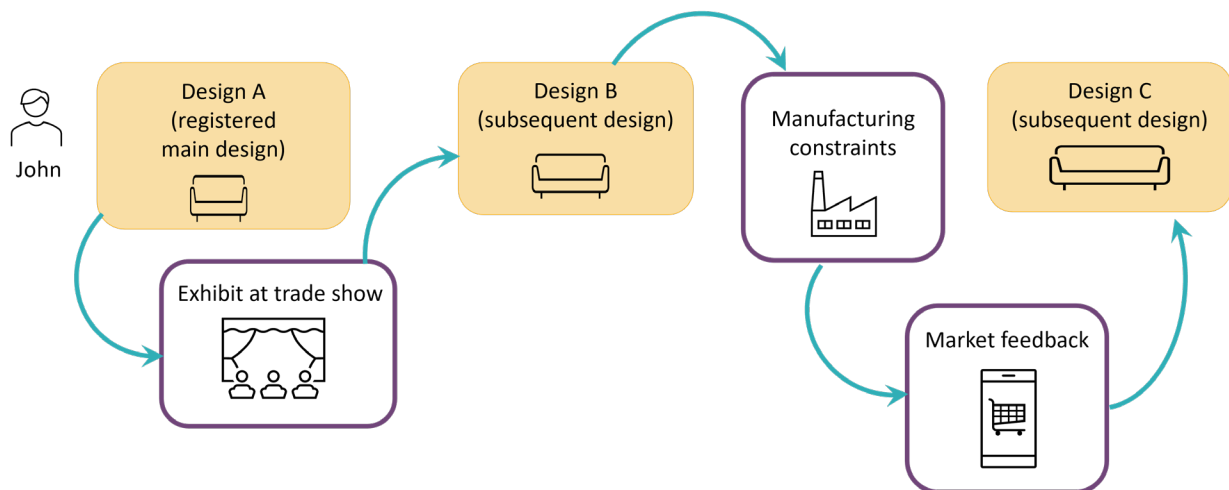 John
Design A
(registered
main design)
Exhibit at trade show
Design B
(subsequent design)
Manufacturing
constraints
Market feedback
Design C
(subsequent design)